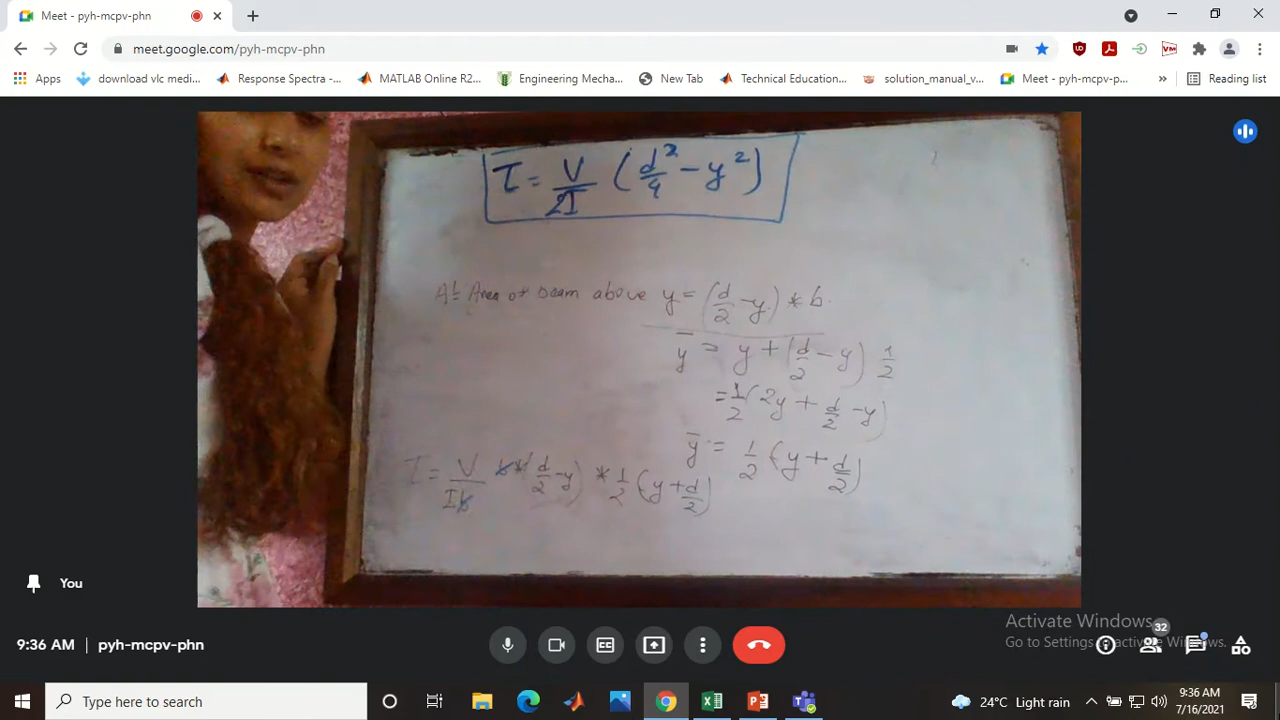 Meet - pyh-mcpv-phn
meet.google.com/pyh-mcpv-phn
Apps download vlc medi... Response Spectra -... MATLAB Online R2... Engineering Mecha... New Tab Technical Education... solution_manual_v... Meet - pyh-mcpv-p... » Reading list
τ = V/2I (d²/4 - y²)
A' = Area of beam above y = (d/2 - y) * b.
ȳ = y + (d/2 - y) 1/2
= 1/2 (2y + d/2 - y)
ȳ = 1/2 (y + d/2)
τ = V/Ib b * (d/2 - y) * 1/2 (y + d/2)
You
Activate Windows
Go to Settings to activate Windows.
9:36 AM | pyh-mcpv-phn
32
Type here to search
24°C Light rain
9:36 AM
7/16/2021